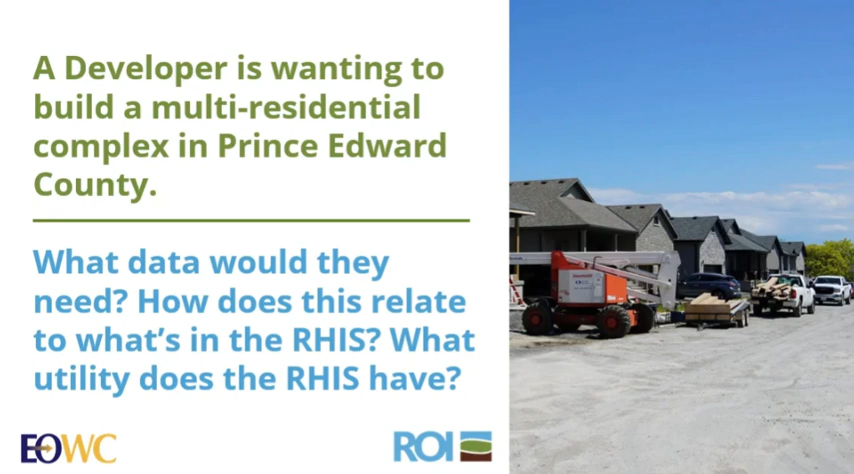 A Developer is wanting to
build a multi-residential
complex in Prince Edward
County.
What data would they
need? How does this relate
to what's in the RHIS? What
utility does the RHIS have?
EOWC
ROI